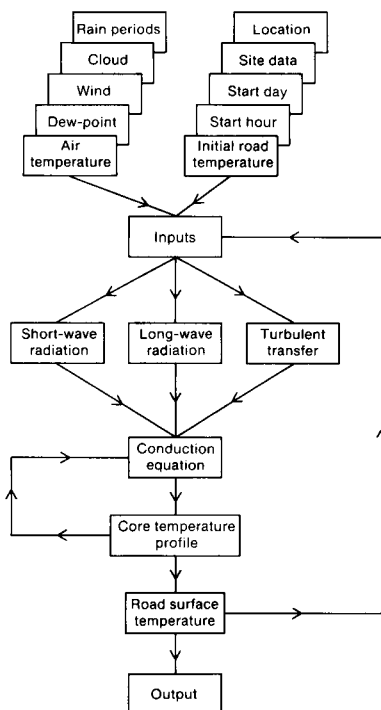 Rain periods
Cloud
Wind
Dew-point
Air
temperature
Location
Site data
Start day
Start hour
Initial road
temperature
Inputs
Short-wave
radiation
Long-wave
radiation
Turbulent
transfer
Conduction
equation
Core temperature
profile
Road surface
temperature
Output